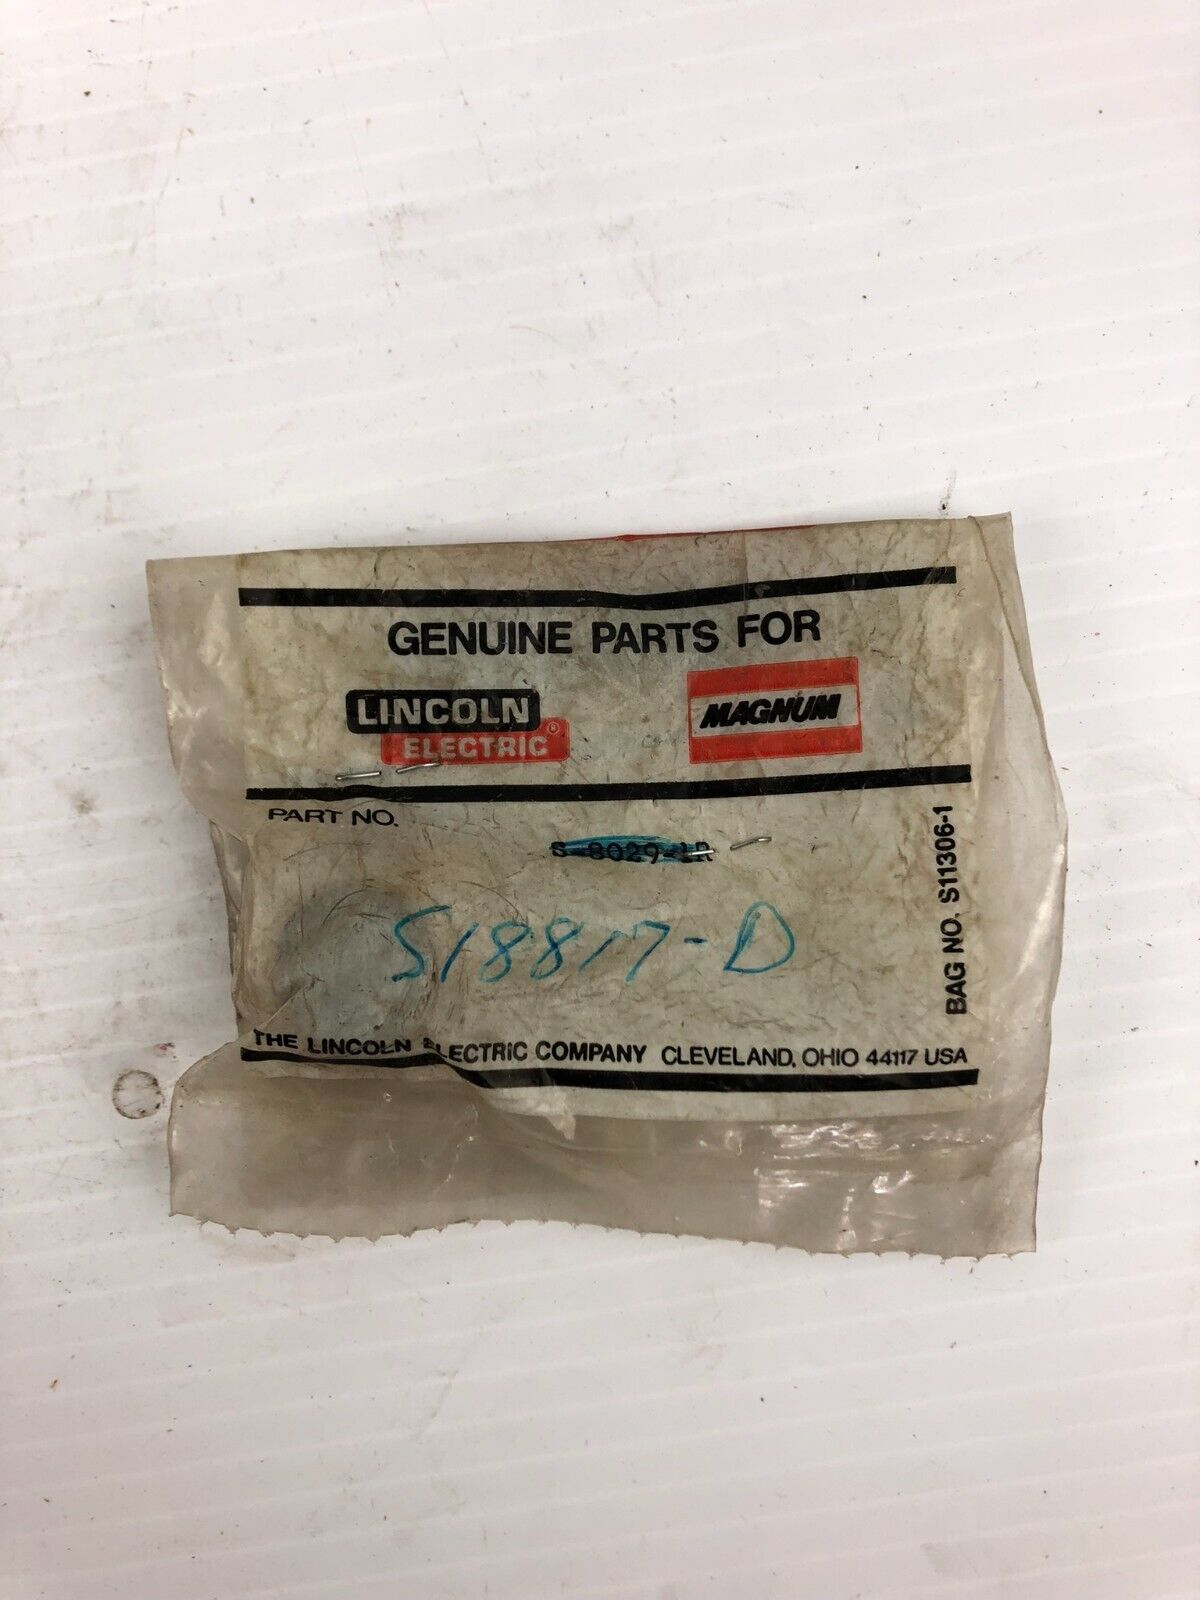 GENUINE PARTS FOR
LINCOLN
ELECTRIC®
MAGNUM
PART NO.
S-8029-1R
S18817-D
BAG NO. S11306-1
THE LINCOLN ELECTRIC COMPANY CLEVELAND, OHIO 44117 USA